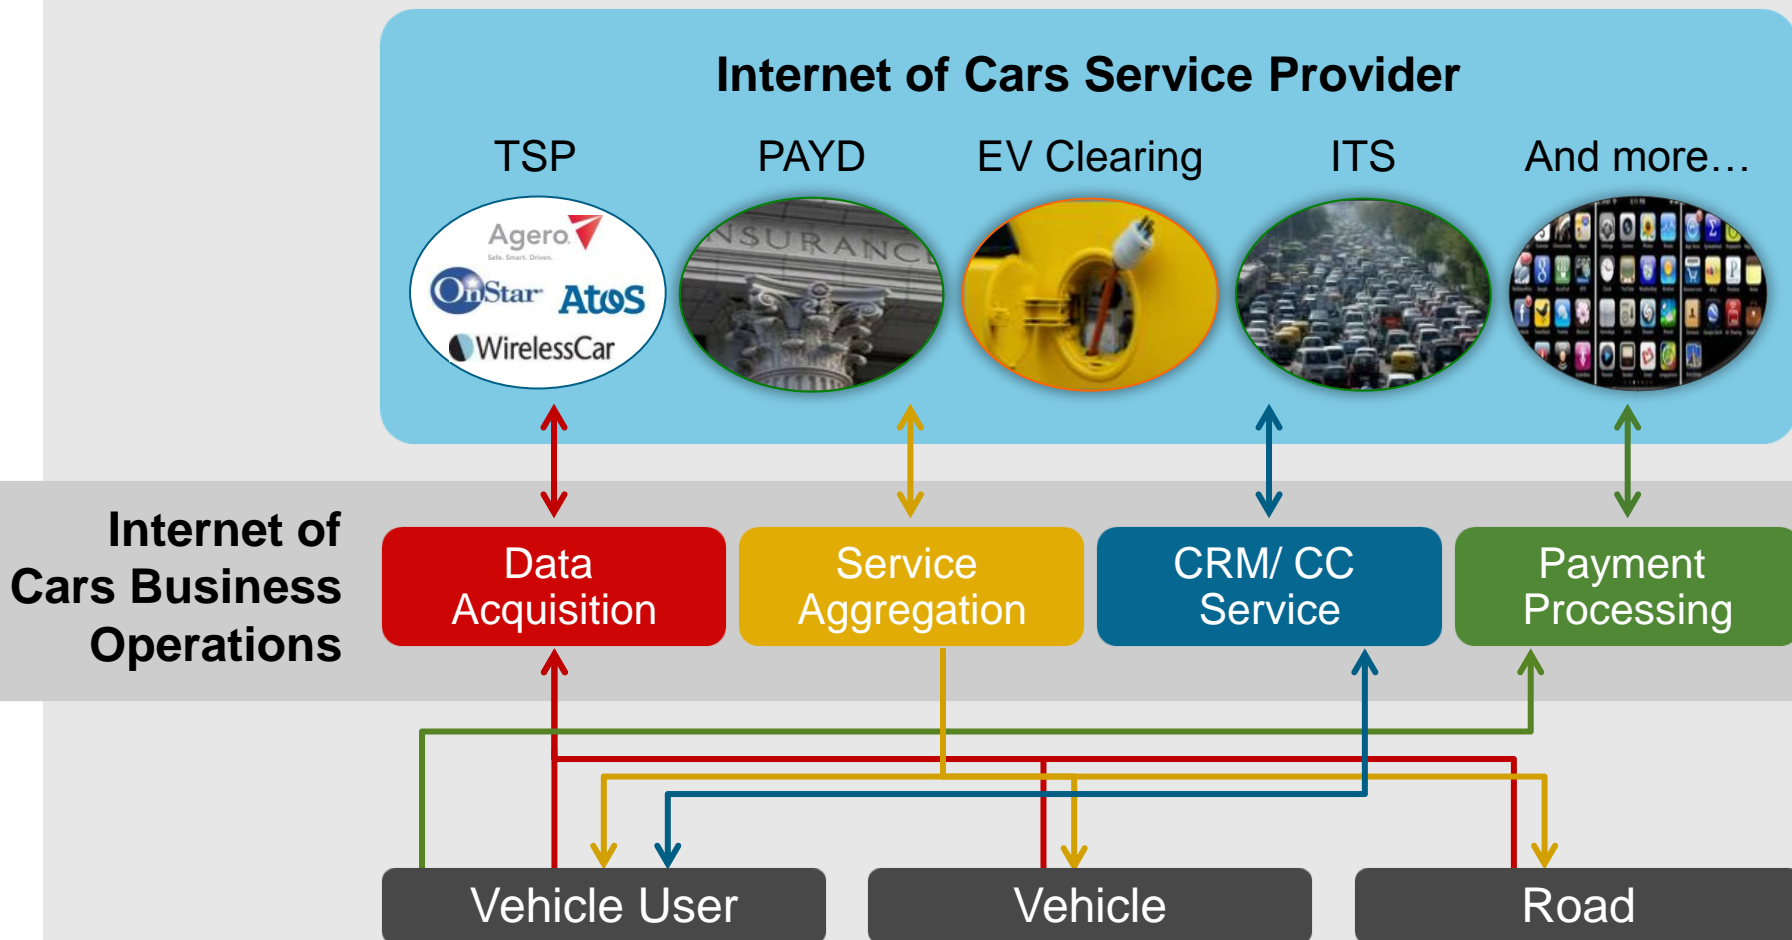 Internet of Cars Service Provider
TSP
PAYD
EV Clearing
ITS
And more…
Agero
Safe. Smart. Driven.
OnStar
Atos
WirelessCar
NSURANC
Internet of
Cars Business
Operations
Data
Acquisition
Service
Aggregation
CRM/ CC
Service
Payment
Processing
Vehicle User
Vehicle
Road